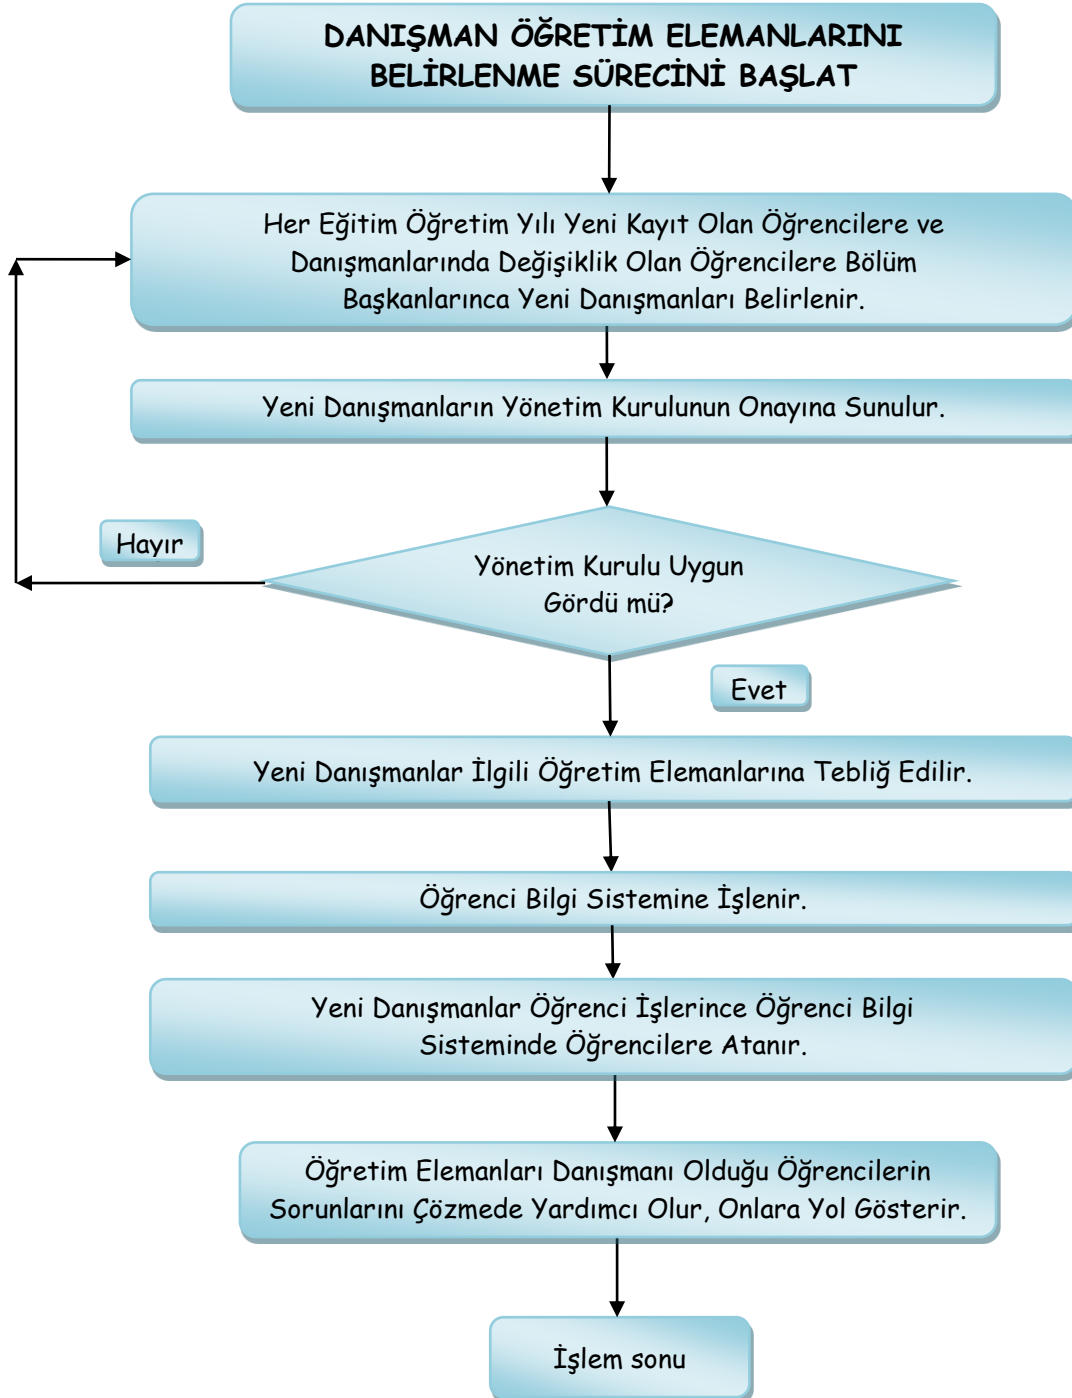 DANIŞMAN ÖĞRETİM ELEMANLARINI
BELİRLENME SÜRECİNİ BAŞLAT
Her Eğitim Öğretim Yılı Yeni Kayıt Olan Öğrencilere ve
Danışmanlarında Değişiklik Olan Öğrencilere Bölüm
Başkanlarınca Yeni Danışmanları Belirlenir.
Yeni Danışmanların Yönetim Kurulunun Onayına Sunulur.
Hayır
Yönetim Kurulu Uygun
Gördü mü?
Evet
Yeni Danışmanlar İlgili Öğretim Elemanlarına Tebliğ Edilir.
Öğrenci Bilgi Sistemine İşlenir.
Yeni Danışmanlar Öğrenci İşlerince Öğrenci Bilgi
Sisteminde Öğrencilere Atanır.
Öğretim Elemanları Danışmanı Olduğu Öğrencilerin
Sorunlarını Çözmede Yardımcı Olur, Onlara Yol Gösterir.
İşlem sonu